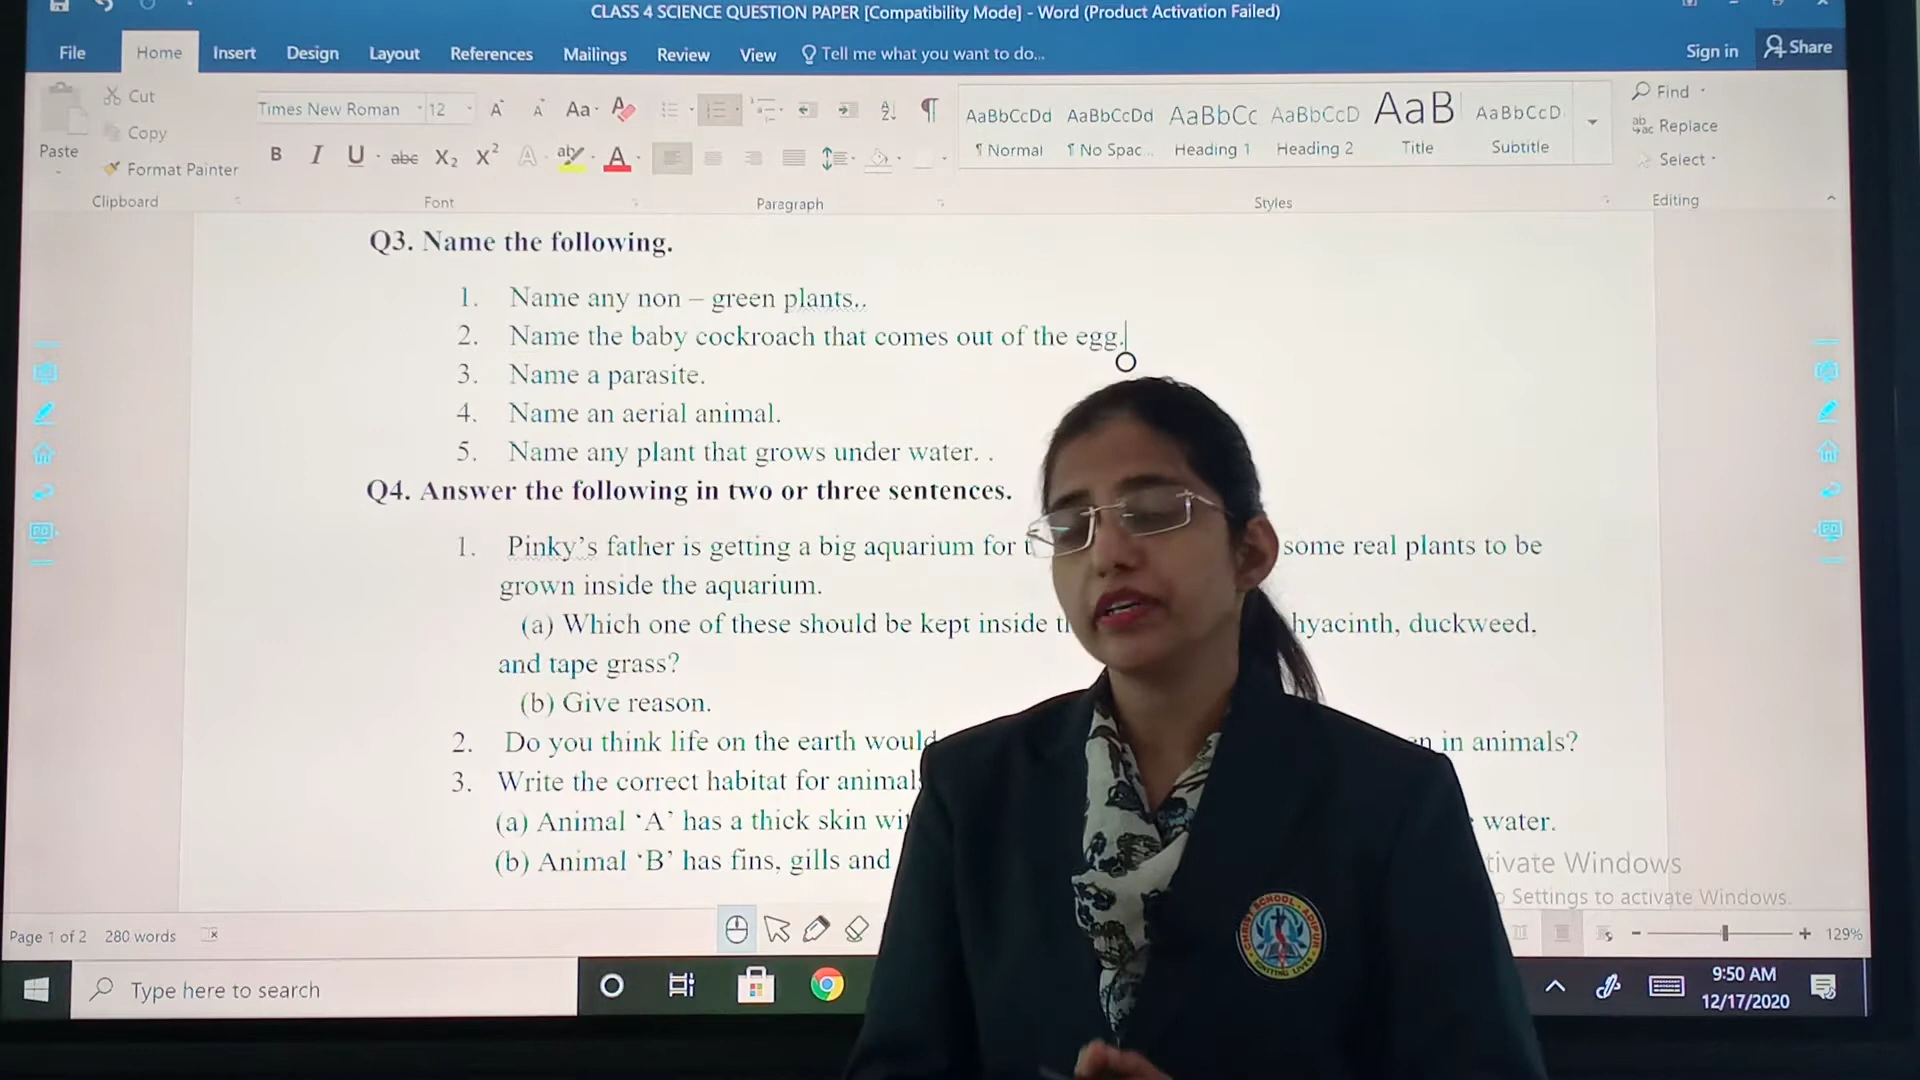 CLASS 4 SCIENCE QUESTION PAPER [Compatibility Mode] - Word (Product Activation Failed)
File Home Insert Design Layout References Mailings Review View Tell me what you want to do... Sign in Share
Cut
Copy
Format Painter
Paste
Clipboard
Times New Roman 12
Font
Paragraph
AaBbCcDd AaBbCcDd AaBbCc AaBbCcD AaB AaBbCcD
¶ Normal ¶ No Spac... Heading 1 Heading 2 Title Subtitle
Styles
Find
Replace
Select
Editing
Q3. Name the following.
1. Name any non – green plants..
2. Name the baby cockroach that comes out of the egg.
3. Name a parasite.
4. Name an aerial animal.
5. Name any plant that grows under water. .
Q4. Answer the following in two or three sentences.
1. Pinky’s father is getting a big aquarium for some real plants to be
grown inside the aquarium.
(a) Which one of these should be kept inside hyacinth, duckweed,
and tape grass?
(b) Give reason.
2. Do you think life on the earth would in animals?
3. Write the correct habitat for animal
(a) Animal ‘A’ has a thick skin water.
(b) Animal ‘B’ has fins, gills and
tivate Windows
Settings to activate Windows.
Page 1 of 2 280 words 129%
Type here to search
9:50 AM
12/17/2020
CHRIST SCHOOL - ADIPUR
IGNITING LIVES